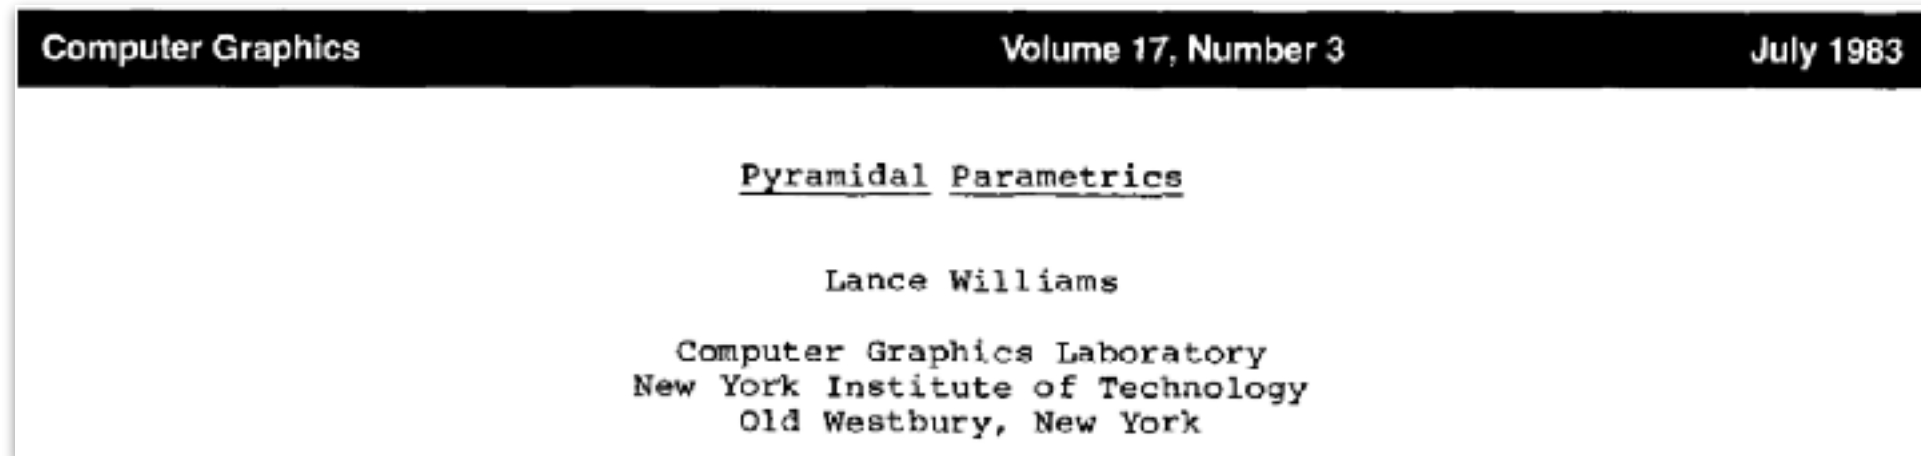 Computer Graphics Volume 17, Number 3 July 1983
Pyramidal Parametrics
Lance Williams
Computer Graphics Laboratory
New York Institute of Technology
Old Westbury, New York